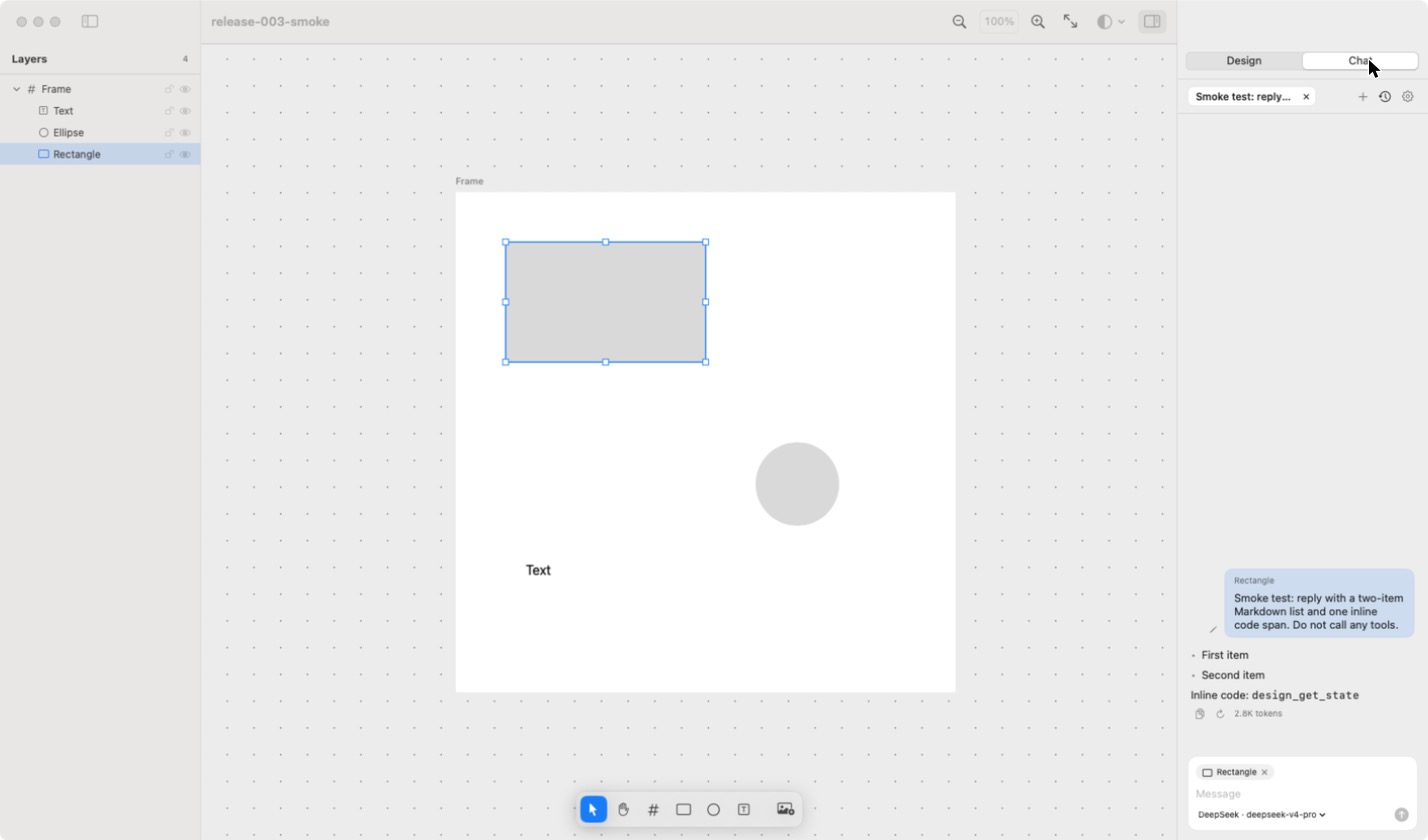 release-003-smoke
100%
Design
Layers
4
Smoke test: reply...
Frame
Text
Ellipse
Rectangle
Frame
Text
Rectangle
Smoke test: reply with a two-item
Markdown list and one inline
code span. Do not call any tools.
First item
Second item
Inline code: design_get_state
2.8K tokens
Rectangle
Message
DeepSeek · deepseek-v4-pro